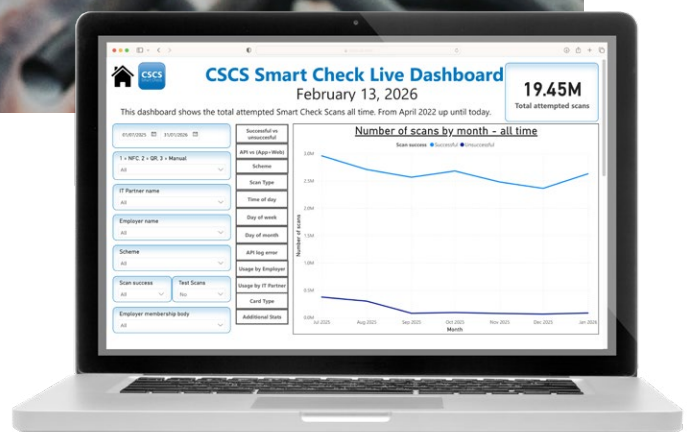 CSCS
CSCS Smart Check Live Dashboard
February 13, 2026
This dashboard shows the total attempted Smart Check Scans all time. From April 2022 up until today.
19.45M
Total attempted scans
01/07/2025 31/01/2026
1 = NFC, 2 = QR, 3 = Manual
All
IT Partner name
All
Employer name
All
Scheme
All
Scan success
All
Test Scans
No
Employer membership body
All
Successful vs
unsuccessful
API vs (App+Web)
Scheme
Scan Type
Time of day
Day of week
Day of month
API log error
Usage by Employer
Usage by IT Partner
Card Type
Additional Stats
Number of scans by month - all time
Scan success Successful Unsuccessful
Number of scans
3.0M
2.5M
2.0M
1.5M
1.0M
0.5M
0.0M
Jul 2025 Aug 2025 Sep 2025 Oct 2025 Nov 2025 Dec 2025 Jan 2026
Month